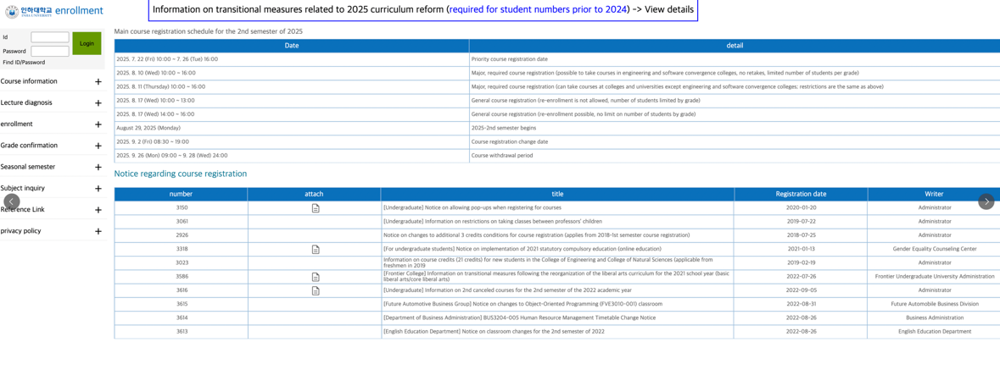 Information on transitional measures related to 2025 curriculum reform (required for student numbers prior to 2024) -> View details
인하대학교 enrollment
INHA UNIVERSITY
Id
Password
Login
Find ID/Password
Course information +
Lecture diagnosis +
enrollment +
Grade confirmation +
Seasonal semester +
Subject inquiry +
Reference Link +
privacy policy +
Main course registration schedule for the 2nd semester of 2025
Date detail
2025. 7. 22 (Fri) 10:00 ~ 7. 26 (Tue) 16:00 Priority course registration date
2025. 8. 10 (Wed) 10:00 ~ 16:00 Major, required course registration (possible to take courses in engineering and software convergence colleges, no retakes, limited number of students per grade)
2025. 8. 11 (Thursday) 10:00 ~ 16:00 Major, required course registration (can take courses at colleges and universities except engineering and software convergence colleges; restrictions are the same as above)
2025. 8. 17 (Wed) 10:00 ~ 13:00 General course registration (re-enrollment is not allowed, number of students limited by grade)
2025. 8. 17 (Wed) 14:00 ~ 16:00 General course registration (re-enrollment possible, no limit on number of students by grade)
August 29, 2025 (Monday) 2025-2nd semester begins
2025. 9. 2 (Fri) 08:30 ~ 19:00 Course registration change date
2025. 9. 26 (Mon) 09:00 ~ 9. 28 (Wed) 24:00 Course withdrawal period
Notice regarding course registration
number attach title Registration date Writer
3150 [Undergraduate] Notice on allowing pop-ups when registering for courses 2020-01-20 Administrator
3061 [Undergraduate] Information on restrictions on taking classes between professors' children 2019-07-22 Administrator
2926 Notice on changes to additional 3 credits conditions for course registration (applies from 2018-1st semester course registration) 2018-07-25 Administrator
3318 [For undergraduate students] Notice on implementation of 2021 statutory compulsory education (online education) 2021-01-13 Gender Equality Counseling Center
3023 Information on course credits (21 credits) for new students in the College of Engineering and College of Natural Sciences (applicable from
freshmen in 2019 2019-02-19 Administrator
3586 [Frontier College] Information on transitional measures following the reorganization of the liberal arts curriculum for the 2021 school year (basic
liberal arts/core liberal arts) 2022-07-26 Frontier Undergraduate University Administration
3616 [Undergraduate] Information on 2nd canceled courses for the 2nd semester of the 2022 academic year 2022-09-05 Administrator
3615 [Future Automotive Business Group] Notice on changes to Object-Oriented Programming (FVE3010-001) classroom 2022-08-31 Future Automobile Business Division
3614 [Department of Business Administration] BUS3204-005 Human Resource Management Timetable Change Notice 2022-08-26 Business Administration
3613 [English Education Department] Notice on classroom changes for the 2nd semester of 2022 2022-08-26 English Education Department